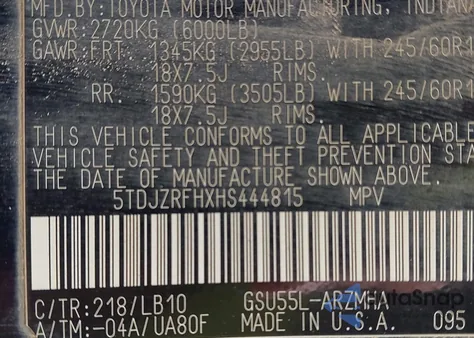 MFD.BY:TOYOTA MOTOR MANUFACTURING, INDIANA
GVWR: 2720KG (6000LB)
GAWR:FRT. 1345KG (2955LB) WITH 245/60R1
18X7.5J RIMS.
RR. 1590KG (3505LB) WITH 245/60R1
18X7.5J RIMS.
THIS VEHICLE CONFORMS TO ALL APPLICABLE
VEHICLE SAFETY AND THEFT PREVENTION STA
THE DATE OF MANUFACTURE SHOWN ABOVE.
5TDJZRFHXHS444815 MPV
C/TR:218/LB10 GSU55L-ARZMHA
A/TM:-04A/UA80F MADE IN U.S.A. 095
DataSnap